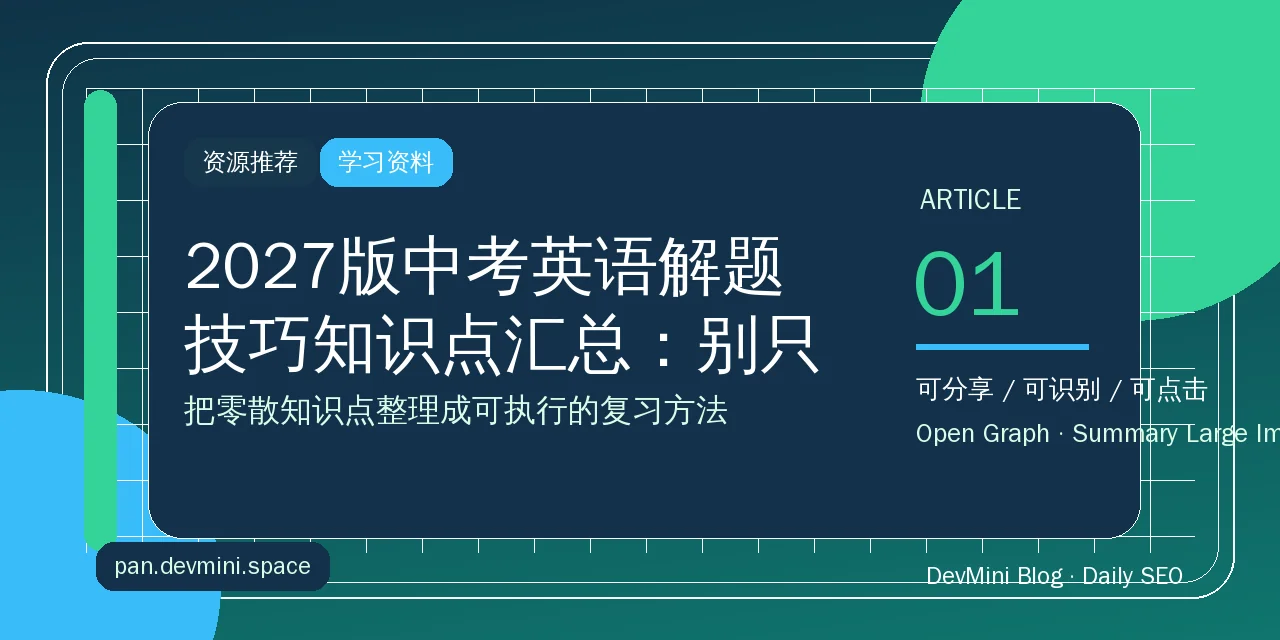 资源推荐
学习资料
2027版中考英语解题
技巧知识点汇总：别只
把零散知识点整理成可执行的复习方法
ARTICLE
01
可分享 / 可识别 / 可点击
Open Graph · Summary Large Im
pan.devmini.space
DevMini Blog · Daily SEO